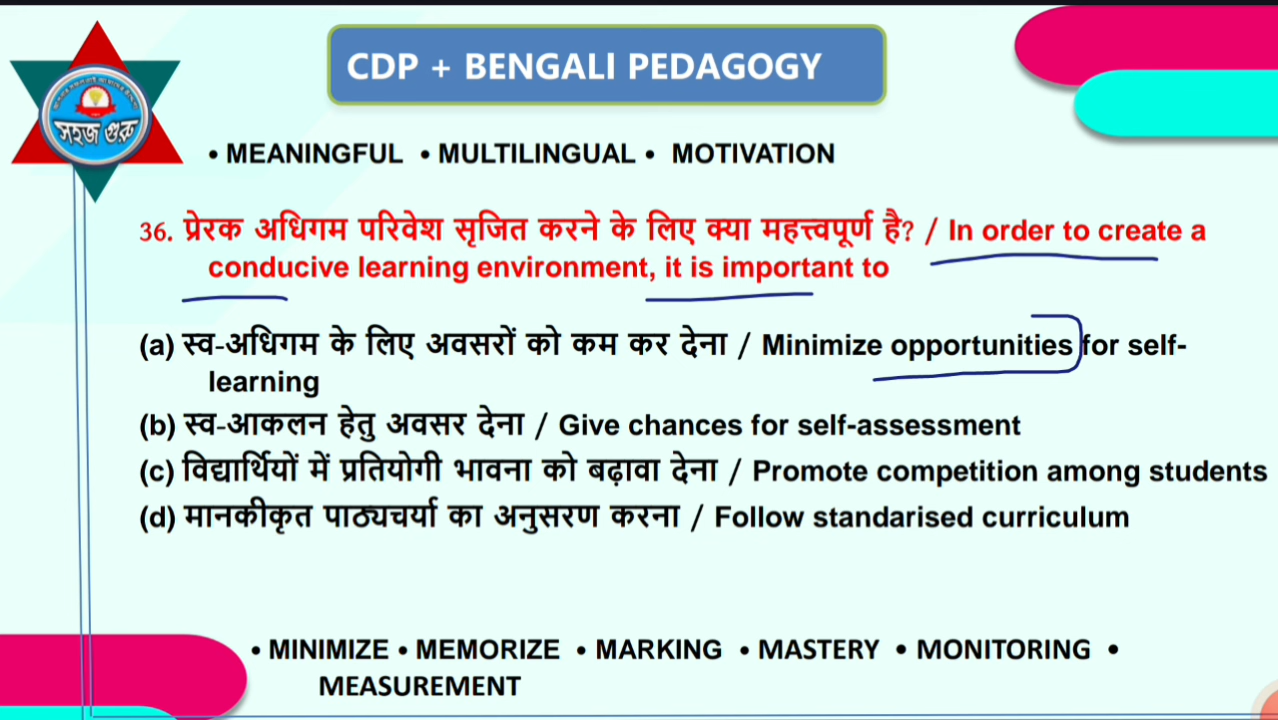 CDP + BENGALI PEDAGOGY
সহজ গুরু
• MEANINGFUL • MULTILINGUAL • MOTIVATION
36. प्रेरक अधिगम परिवेश सृजित करने के लिए क्या महत्त्वपूर्ण है? / In order to create a
conducive learning environment, it is important to
(a) स्व-अधिगम के लिए अवसरों को कम कर देना / Minimize opportunities for self-
learning
(b) स्व-आकलन हेतु अवसर देना / Give chances for self-assessment
(c) विद्यार्थियों में प्रतियोगी भावना को बढ़ावा देना / Promote competition among students
(d) मानकीकृत पाठ्यचर्या का अनुसरण करना / Follow standarised curriculum
• MINIMIZE • MEMORIZE • MARKING • MASTERY • MONITORING •
MEASUREMENT